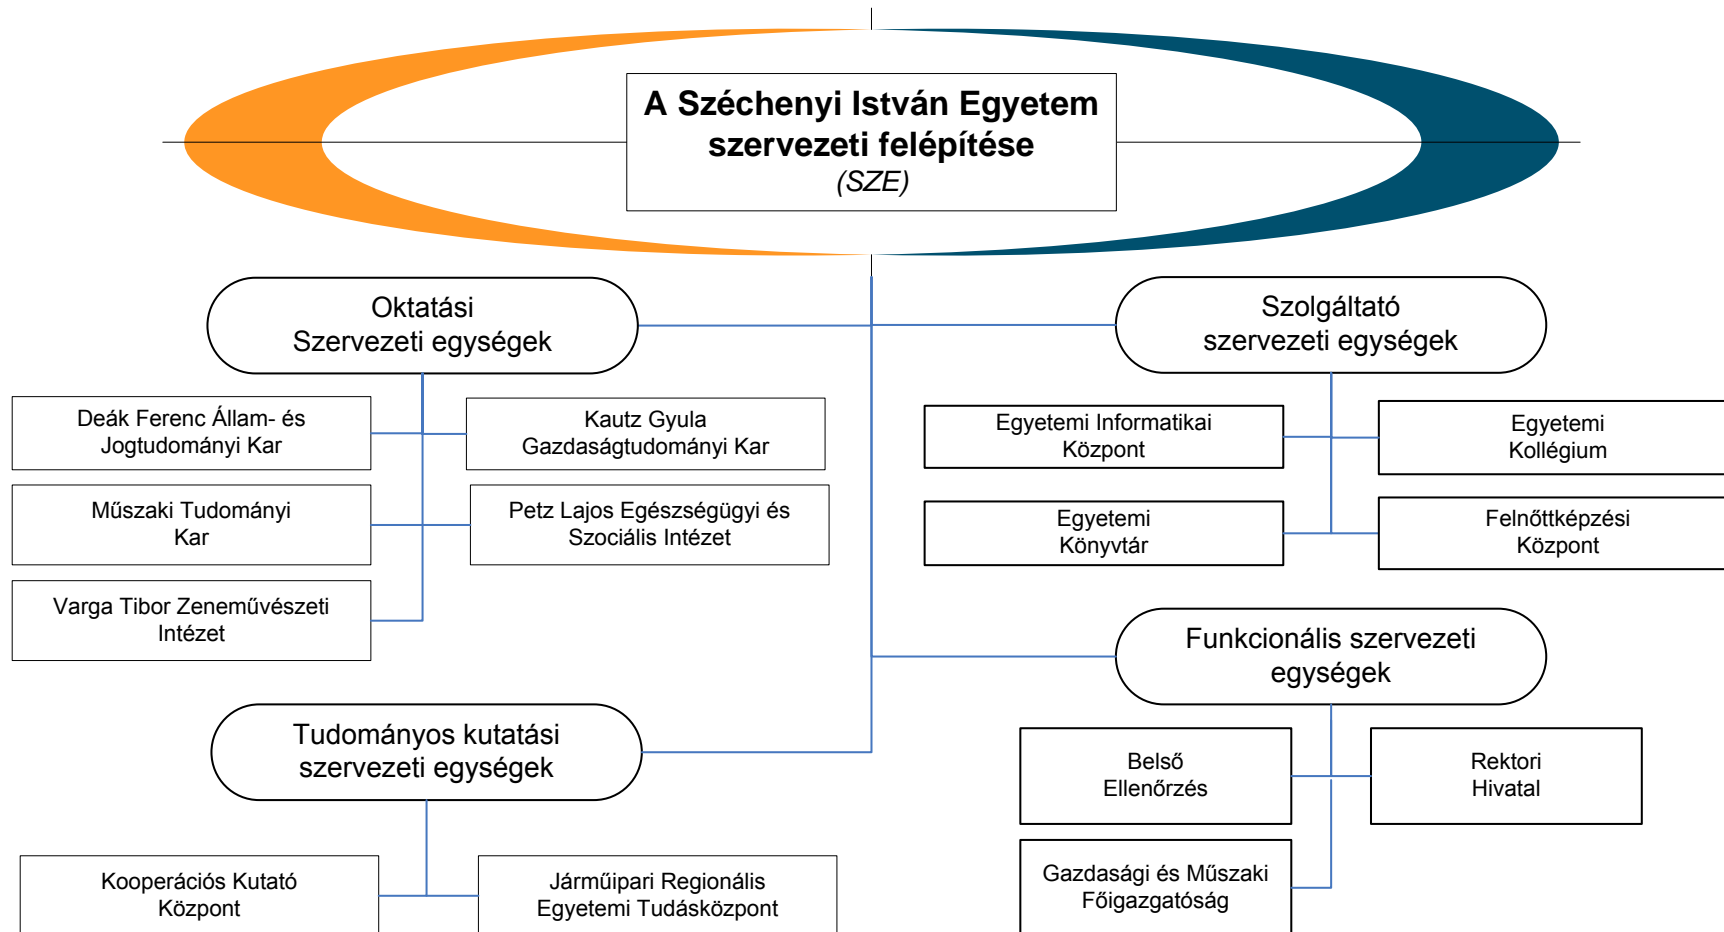 A Széchenyi István Egyetem
szervezeti felépítése
(SZE)
Oktatási
Szervezeti egységek
Deák Ferenc Állam- és
Jogtudományi Kar
Kautz Gyula
Gazdaságtudományi Kar
Műszaki Tudományi
Kar
Petz Lajos Egészségügyi és
Szociális Intézet
Varga Tibor Zeneművészeti
Intézet
Szolgáltató
szervezeti egységek
Egyetemi Informatikai
Központ
Egyetemi
Kollégium
Egyetemi
Könyvtár
Felnőttképzési
Központ
Tudományos kutatási
szervezeti egységek
Kooperációs Kutató
Központ
Járműipari Regionális
Egyetemi Tudásközpont
Funkcionális szervezeti
egységek
Belső
Ellenőrzés
Rektori
Hivatal
Gazdasági és Műszaki
Főigazgatóság